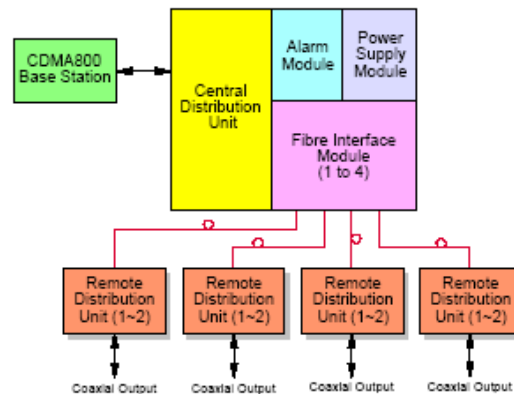 CDMA800
Base Station
Central
Distribution
Unit
Alarm
Module
Power
Supply
Module
Fibre Interface
Module
(1 to 4)
Remote
Distribution
Unit (1~2)
Remote
Distribution
Unit (1~2)
Remote
Distribution
Unit (1~2)
Remote
Distribution
Unit (1~2)
Coaxial Output
Coaxial Output
Coaxial Output
Coaxial Output